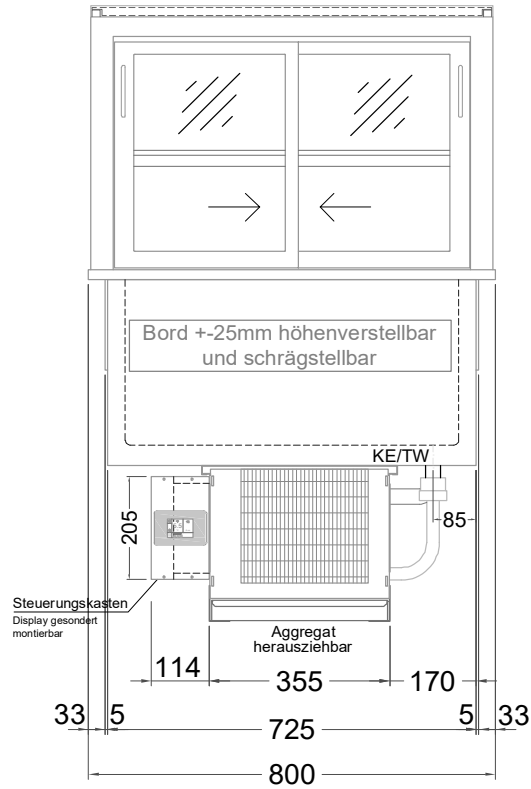 Bord +-25mm höhenverstellbar
und schrägstellbar
KE/TW
205
85
Steuerungskasten
Display gesondert
montierbar
Aggregat
herausziehbar
114
355
170
33
5
725
5
33
800